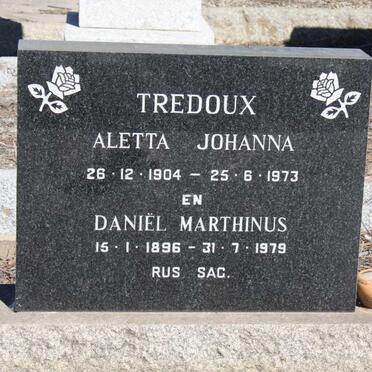 TREDOUX
ALETTA JOHANNA
26·12·1904 – 25·6·1973
EN
DANIËL MARTHINUS
15·1·1896 – 31·7·1979
RUS SAG.